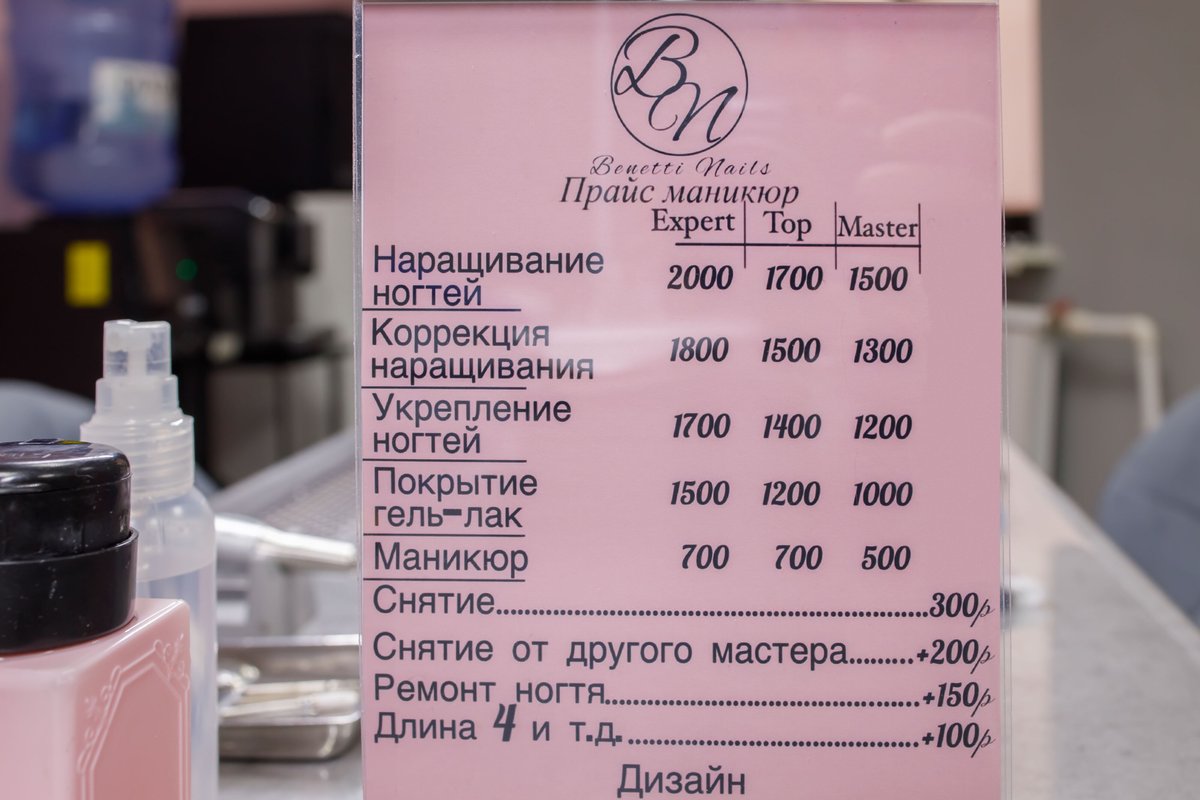 BN
Benetti Nails
Прайс маникюр
Expert Top Master
Наращивание
ногтей 2000 1700 1500
Коррекция
наращивания 1800 1500 1300
Укрепление
ногтей 1700 1400 1200
Покрытие
гель-лак 1500 1200 1000
Маникюр 700 700 500
Снятие........300р
Снятие от другого мастера........+200р
Ремонт ногтя........+150р
Длина 4 и т.д.........+100р
Дизайн